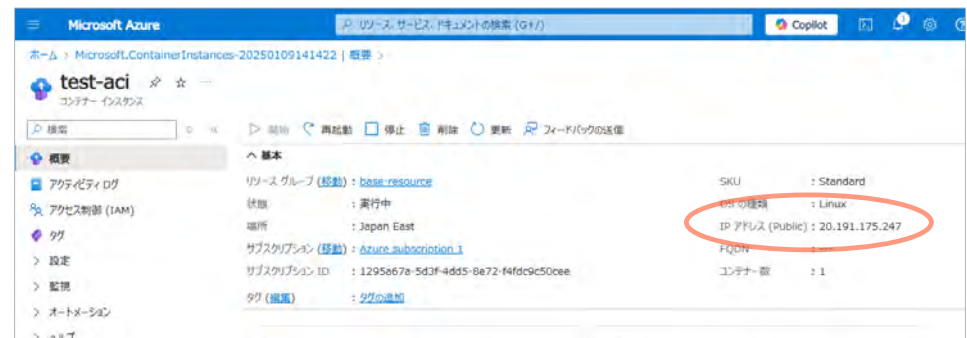 Microsoft Azure
リソース、サービス、ドキュメントの検索 (G+/)
Copilot
ホーム > Microsoft.ContainerInstances-20250109141422 | 概要 >
test-aci
コンテナー インスタンス
検索
開始 再起動 停止 削除 更新 フィードバックの送信
概要
アクティビティ ログ
アクセス制御 (IAM)
タグ
設定
監視
オートメーション
ヘルプ
基本
リソース グループ (移動) : base-resource
状態 : 実行中
場所 : Japan East
サブスクリプション (移動) : Azure subscription 1
サブスクリプション ID : 1295a67a-5d3f-4dd5-8e72-f4fdc9c50cee
タグ (編集) : タグの追加
SKU : Standard
OS の種類 : Linux
IP アドレス (Public) : 20.191.175.247
FQDN : ---
コンテナー数 : 1